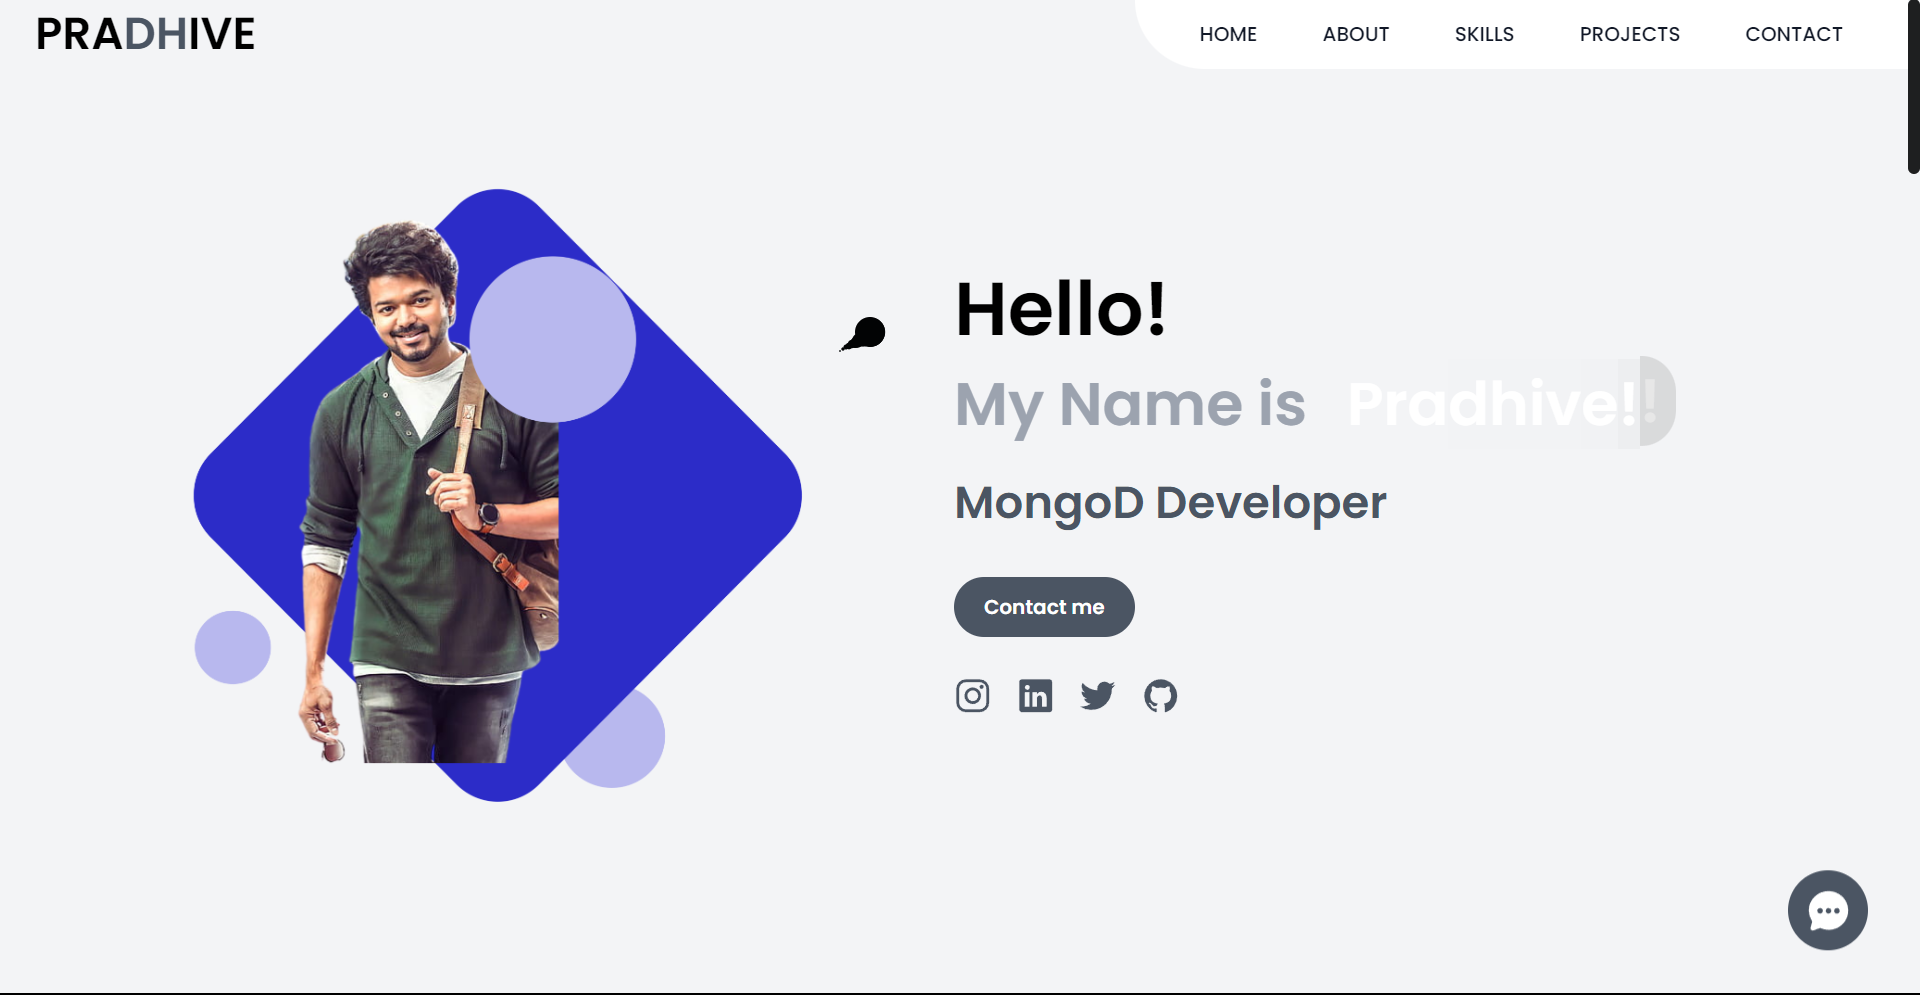 PRADHIVE
HOME ABOUT SKILLS PROJECTS CONTACT
Hello!
My Name is Pradhive!!
MongoD Developer
Contact me